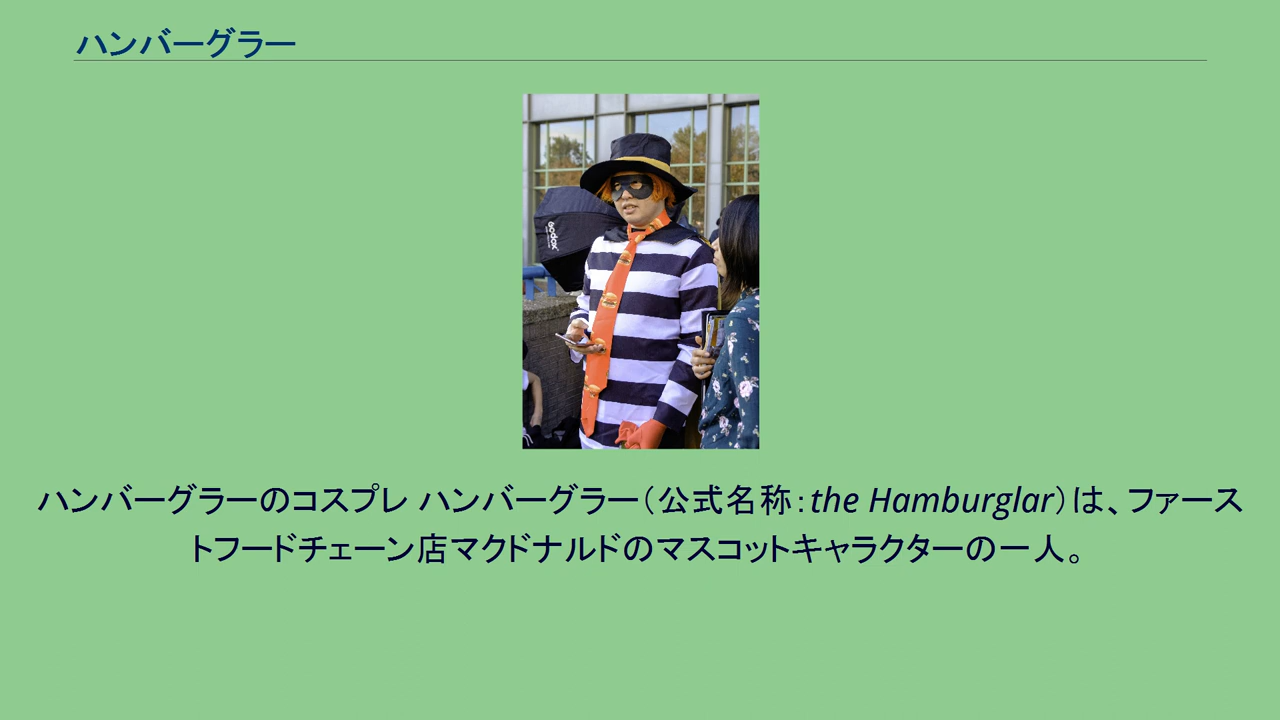 ハンバーグラー
Godox
ハンバーグラーのコスプレ ハンバーグラー（公式名称：the Hamburglar）は、ファース
トフードチェーン店マクドナルドのマスコットキャラクターの一人。